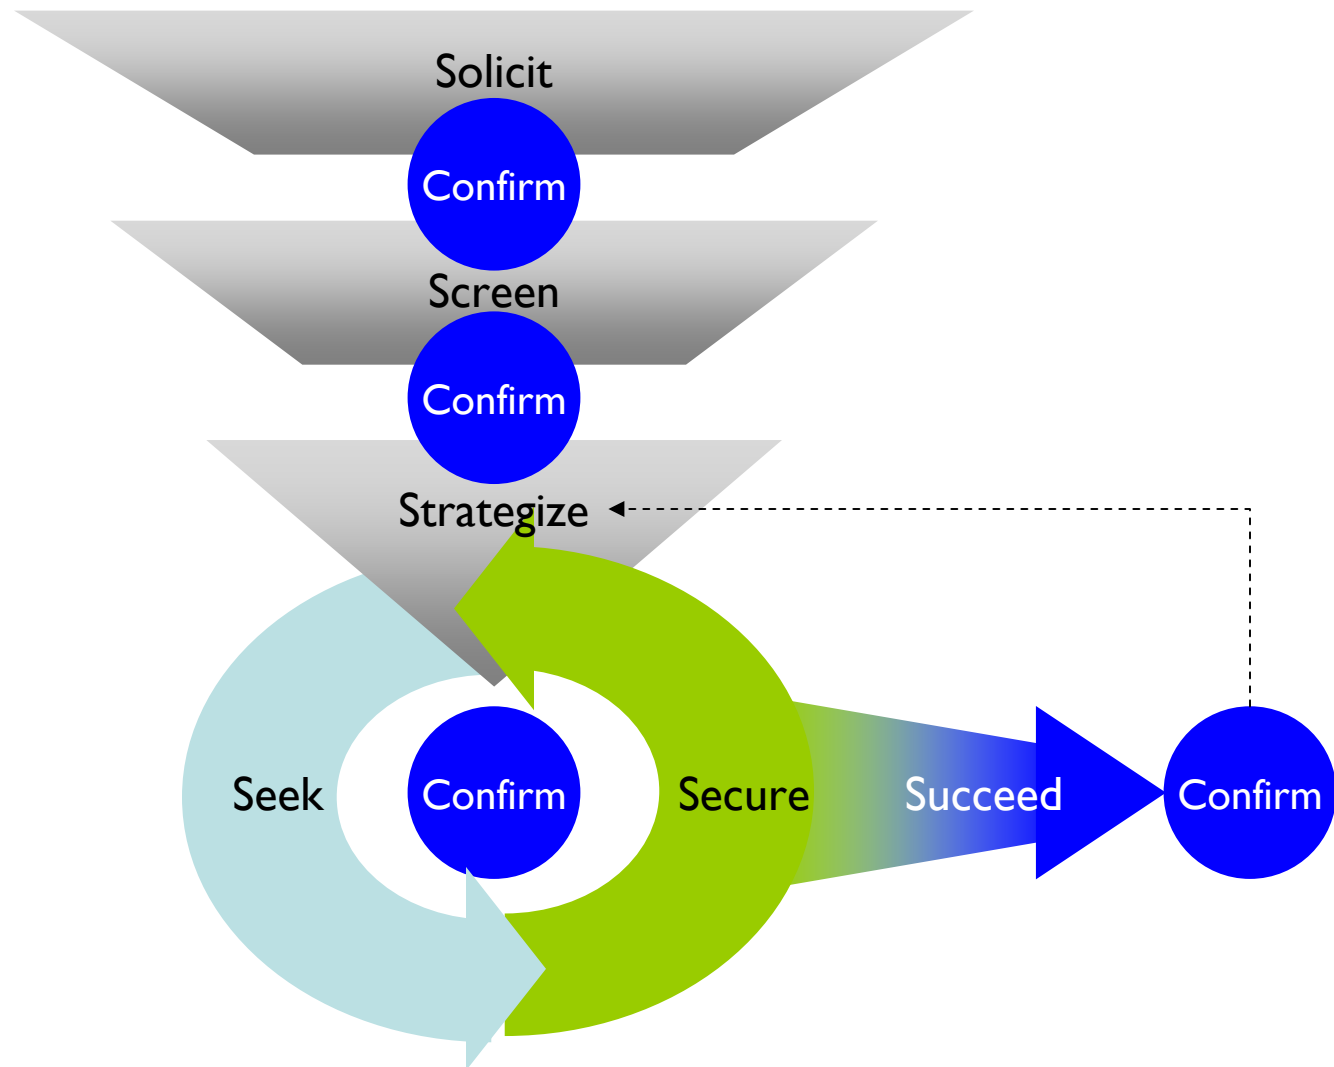 Solicit
Confirm
Screen
Confirm
Strategize
Seek
Confirm
Secure
Succeed
Confirm